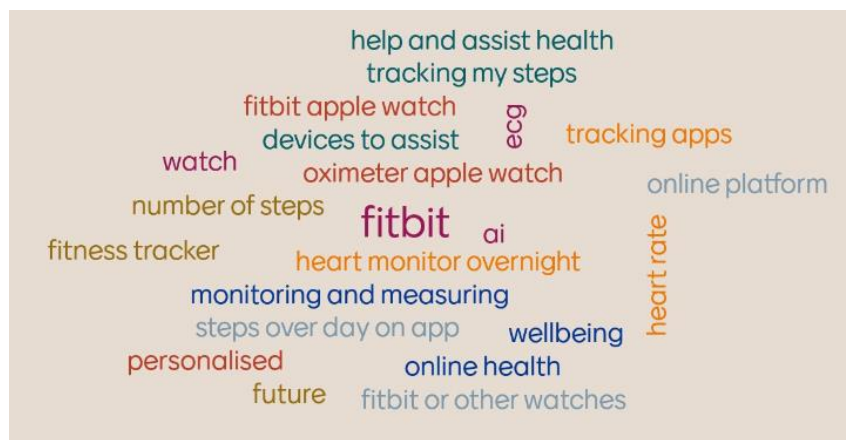 help and assist health
tracking my steps
fitbit apple watch
ecg
devices to assist
tracking apps
watch
oximeter apple watch
online platform
number of steps
fitbit
ai
heart rate
fitness tracker
heart monitor overnight
monitoring and measuring
steps over day on app
wellbeing
personalised
online health
future
fitbit or other watches